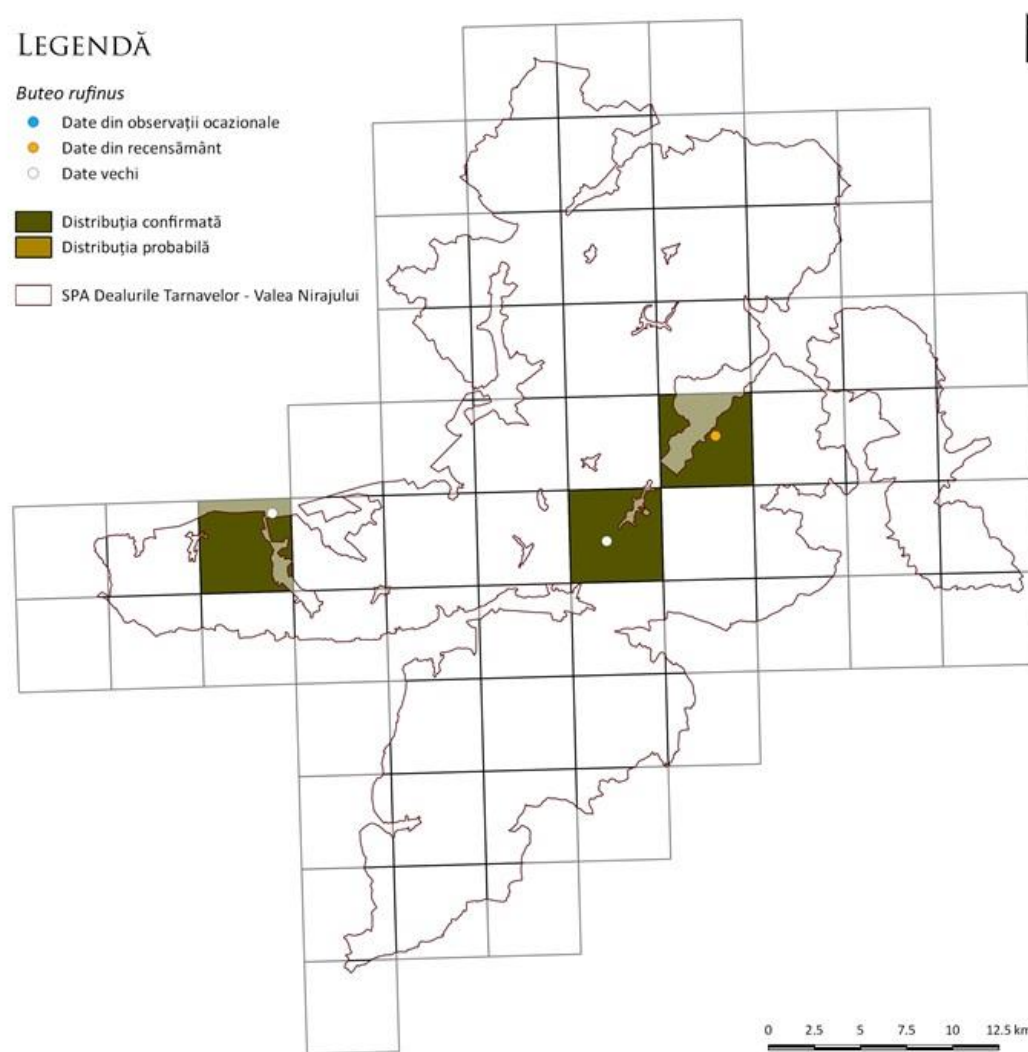 LEGENDĂ
Buteo rufinus
Date din observații ocazionale
Date din recensământ
Date vechi
Distribuția confirmată
Distribuția probabilă
SPA Dealurile Tarnavelor - Valea Nirajului
0 2.5 5 7.5 10 12.5 km